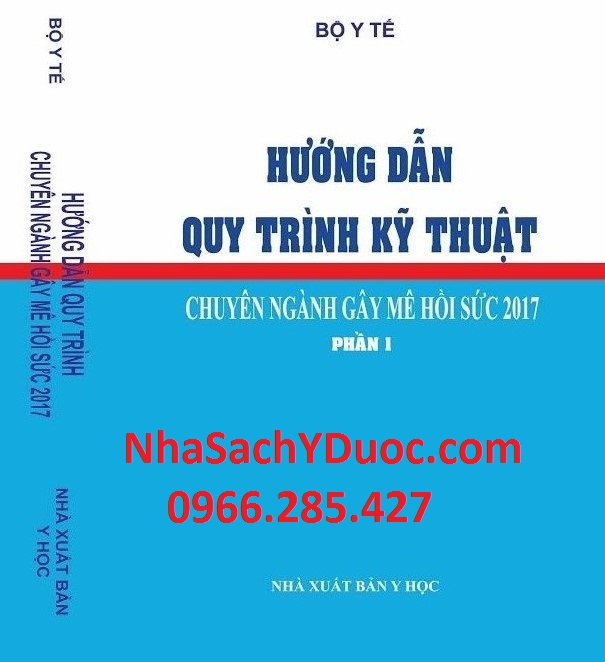 BỘ Y TẾ
HƯỚNG DẪN QUY TRÌNH
CHUYÊN NGÀNH GÂY MÊ HỒI SỨC 2017
NHÀ XUẤT BẢN
Y HỌC
BỘ Y TẾ
HƯỚNG DẪN
QUY TRÌNH KỸ THUẬT
CHUYÊN NGÀNH GÂY MÊ HỒI SỨC 2017
PHẦN I
NhaSachYDuoc.com
0966.285.427
NHÀ XUẤT BẢN Y HỌC